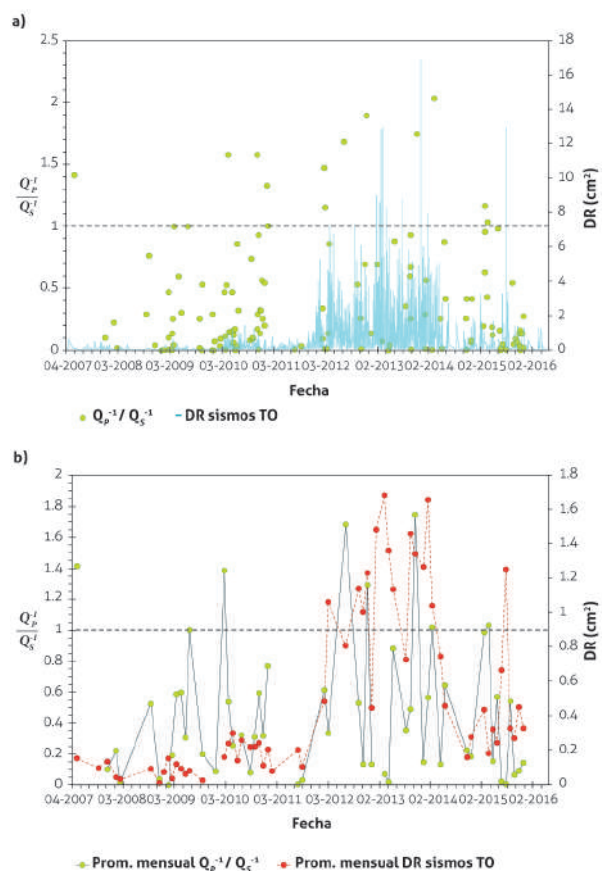 a)
2.5
2
1.5
1
0.5
0
Q_P^-1
Q_S^-1
18
16
14
12
10
8
6
4
2
0
DR (cm²)
04-2007 03-2008 03-2009 03-2010 02-2011 03-2012 02-2013 02-2014 02-2015 02-2016
Fecha
Q_P^-1 / Q_S^-1 DR sismos TO
b)
2
1.8
1.6
1.4
1.2
1
0.8
0.6
0.4
0.2
0
Q_P^-1
Q_S^-1
1.8
1.6
1.4
1.2
1
0.8
0.6
0.4
0.2
0
DR (cm²)
04-2007 03-2008 03-2009 03-2010 02-2011 03-2012 02-2013 02-2014 02-2015 02-2016
Fecha
Prom. mensual Q_P^-1 / Q_S^-1 Prom. mensual DR sismos TO